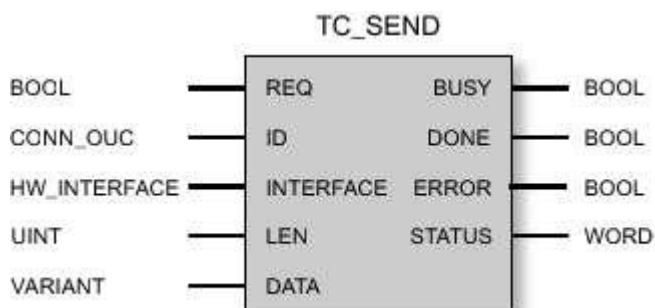 TC_SEND
BOOL REQ BUSY BOOL
CONN_OUC ID DONE BOOL
HW_INTERFACE INTERFACE ERROR BOOL
UINT LEN STATUS WORD
VARIANT DATA